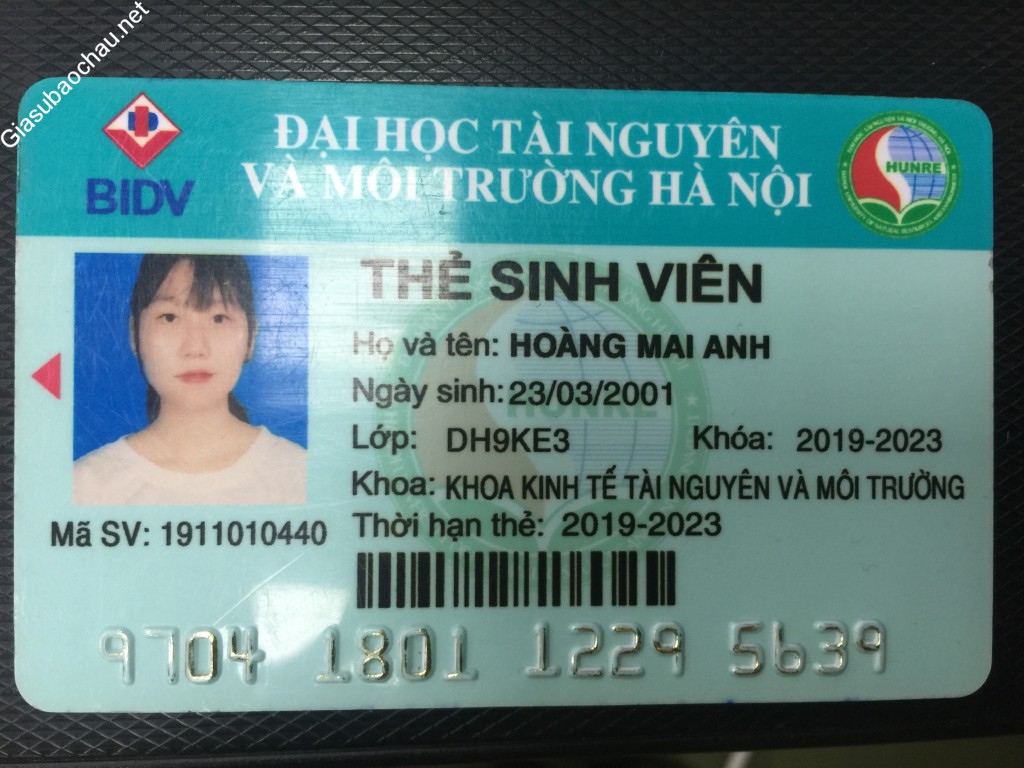 Giasubaochau.net
BIDV
ĐẠI HỌC TÀI NGUYÊN
VÀ MÔI TRƯỜNG HÀ NỘI
HUNRE
THẺ SINH VIÊN
Họ và tên: HOÀNG MAI ANH
Ngày sinh: 23/03/2001
Lớp: DH9KE3 Khóa: 2019-2023
Khoa: KHOA KINH TẾ TÀI NGUYÊN VÀ MÔI TRƯỜNG
Mã SV: 1911010440
Thời hạn thẻ: 2019-2023
9704 1801 1229 5639